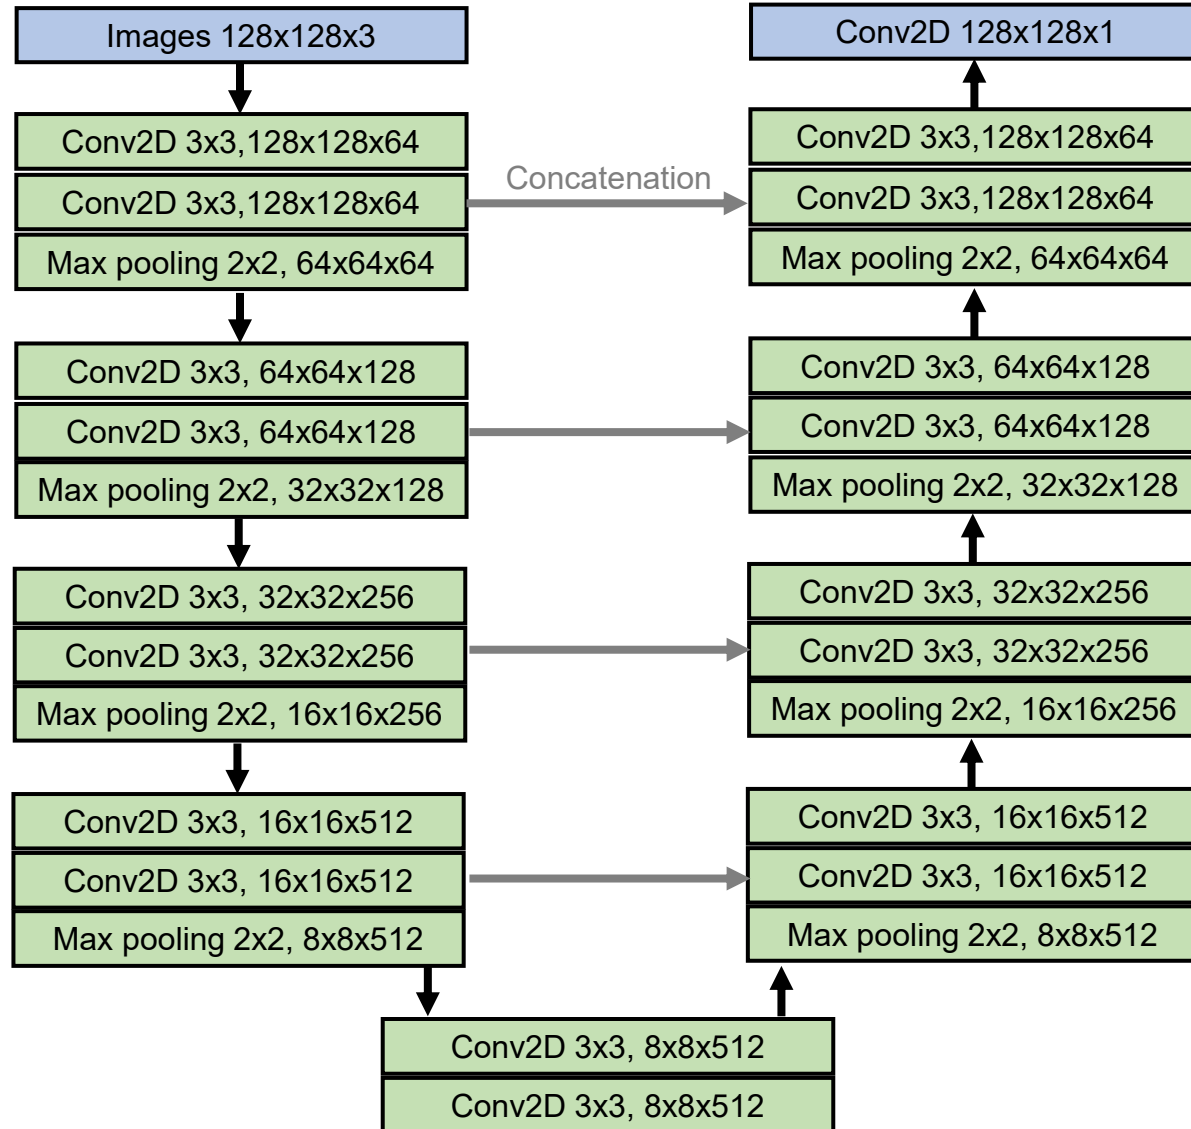 Images 128x128x3
Conv2D 3x3,128x128x64
Conv2D 3x3,128x128x64
Max pooling 2x2, 64x64x64
Conv2D 3x3, 64x64x128
Conv2D 3x3, 64x64x128
Max pooling 2x2, 32x32x128
Conv2D 3x3, 32x32x256
Conv2D 3x3, 32x32x256
Max pooling 2x2, 16x16x256
Conv2D 3x3, 16x16x512
Conv2D 3x3, 16x16x512
Max pooling 2x2, 8x8x512
Conv2D 3x3, 8x8x512
Conv2D 3x3, 8x8x512
Concatenation
Conv2D 128x128x1
Conv2D 3x3,128x128x64
Conv2D 3x3,128x128x64
Max pooling 2x2, 64x64x64
Conv2D 3x3, 64x64x128
Conv2D 3x3, 64x64x128
Max pooling 2x2, 32x32x128
Conv2D 3x3, 32x32x256
Conv2D 3x3, 32x32x256
Max pooling 2x2, 16x16x256
Conv2D 3x3, 16x16x512
Conv2D 3x3, 16x16x512
Max pooling 2x2, 8x8x512